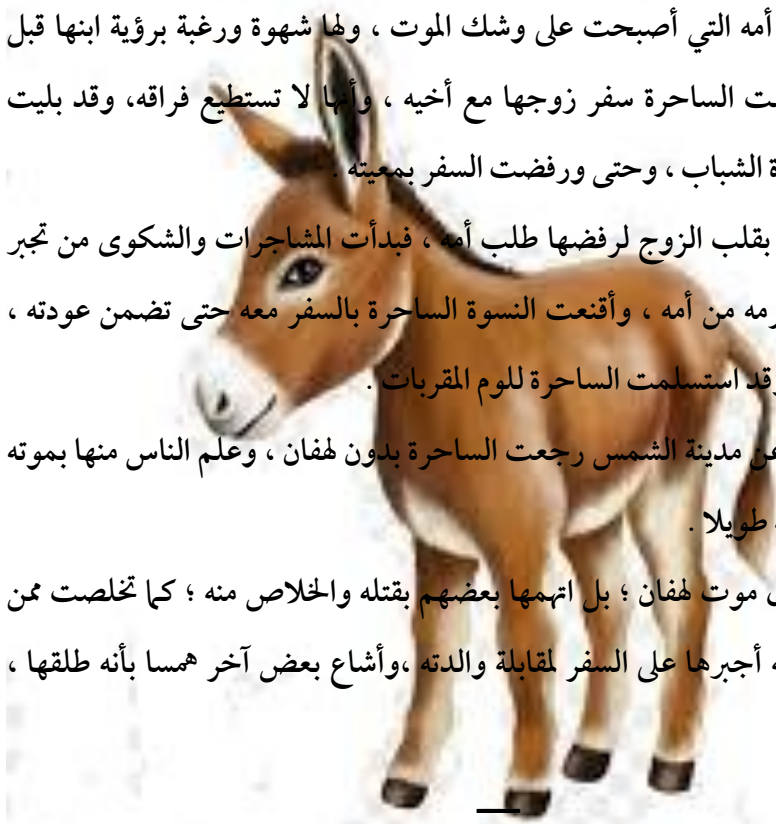 أمه التي أصبحت على وشك الموت ، ولها شهوة ورغبة برؤية ابنها قبل
ت الساحرة سفر زوجها مع أخيه ، وأنها لا تستطيع فراقه، وقد بليت
ة الشباب ، وحتى ورفضت السفر بمعيته .
بقلب الزوج لرفضها طلب أمه ، فبدأت المشاجرات والشكوى من تجبر
رمه من أمه ، وأقنعت النسوة الساحرة بالسفر معه حتى تضمن عودته ،
وقد استسلمت الساحرة للوم المقربات .
عن مدينة الشمس رجعت الساحرة بدون لهفان ، وعلم الناس منها بموته
طويلا .
موت لهفان ؛ بل اتهمها بعضهم بقتله والخلاص منه ؛ كما تخلصت ممن
ه أجبرها على السفر لمقابلة والدته ،وأشاع بعض آخر همسا بأنه طلقها ،